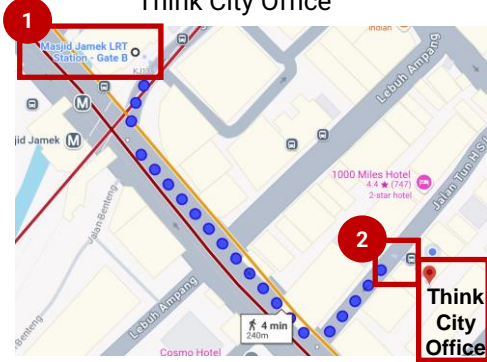 Think City Office
1
Masjid Jamek LRT
Station - Gate B
KJ13
Indian
Lebuh Ampang
M
jid Jamek M
1000 Miles Hotel
4.4 ★ (747)
2-star hotel
Jalan Tun H S
Jalan Benteng
2
Think
City
Office
4 min
240m
Lebuh Ampang
Benteng
Cosmo Hotel